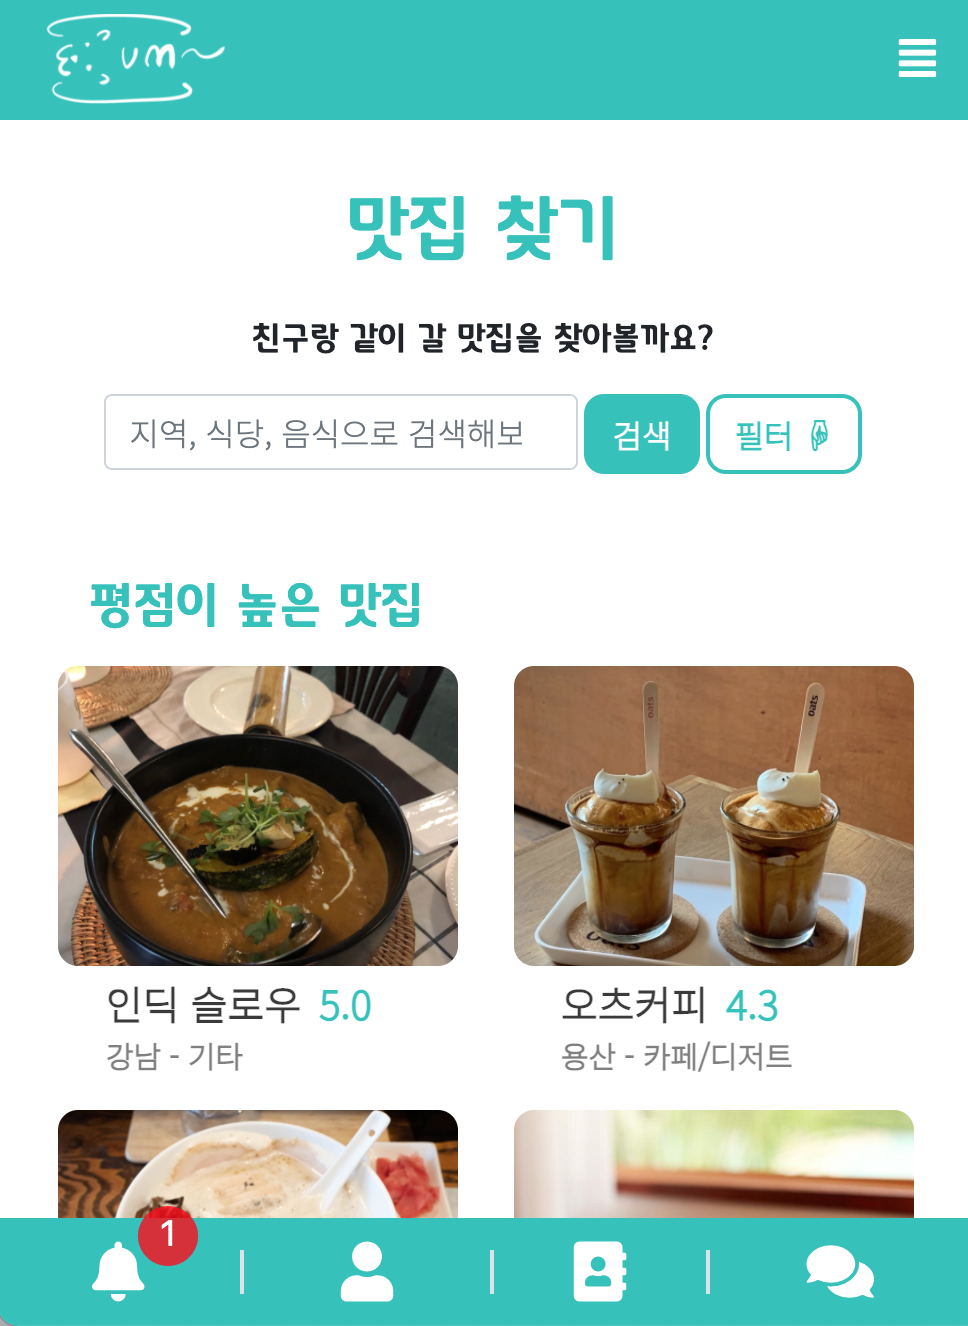 맛집 찾기
친구랑 같이 갈 맛집을 찾아볼까요?
지역, 식당, 음식으로 검색해보
검색
필터
평점이 높은 맛집
oats
oats
인딕 슬로우 5.0
오츠커피 4.3
강남 - 기타
용산 - 카페/디저트
1